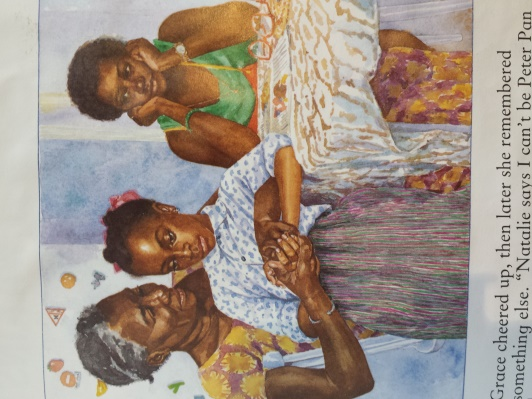 Grace cheered up, then later she remembered
something else. “Natalie says I can't be Peter Pan